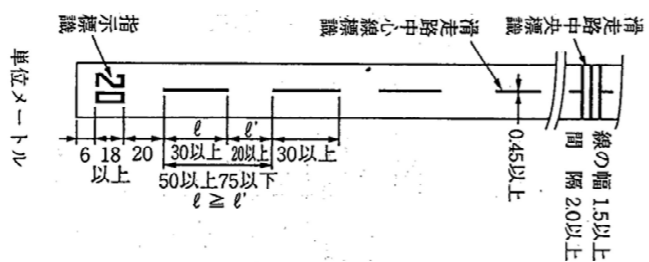 指示標識
滑走路中心線標識
滑走路中央標識
単位メートル
20
6
18
以上
20
ℓ
30以上
ℓ'
20以上
30以上
50以上75以下
ℓ ≧ ℓ'
0.45以上
線の幅 1.5以上
間 隔 2.0以上